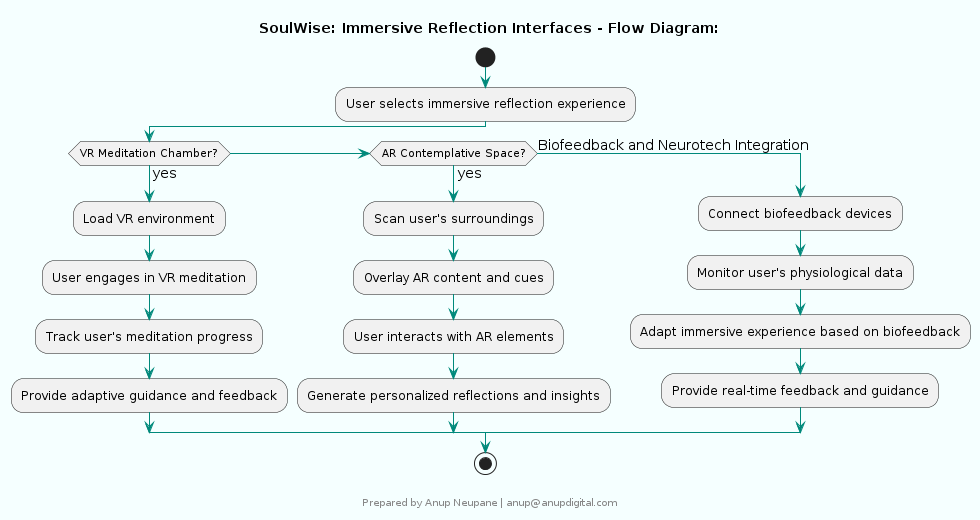 SoulWise: Immersive Reflection Interfaces - Flow Diagram:
User selects immersive reflection experience
VR Meditation Chamber?
yes
Load VR environment
User engages in VR meditation
Track user's meditation progress
Provide adaptive guidance and feedback
AR Contemplative Space?
yes
Scan user's surroundings
Overlay AR content and cues
User interacts with AR elements
Generate personalized reflections and insights
Biofeedback and Neurotech Integration
Connect biofeedback devices
Monitor user's physiological data
Adapt immersive experience based on biofeedback
Provide real-time feedback and guidance
Prepared by Anup Neupane | anup@anupdigital.com